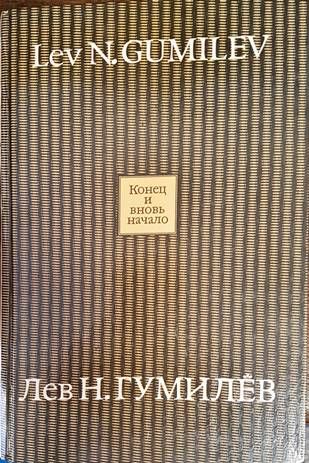 Lev N. GUMILEV
Конец
и
вновь
начало
Лев Н. ГУМИЛЁВ